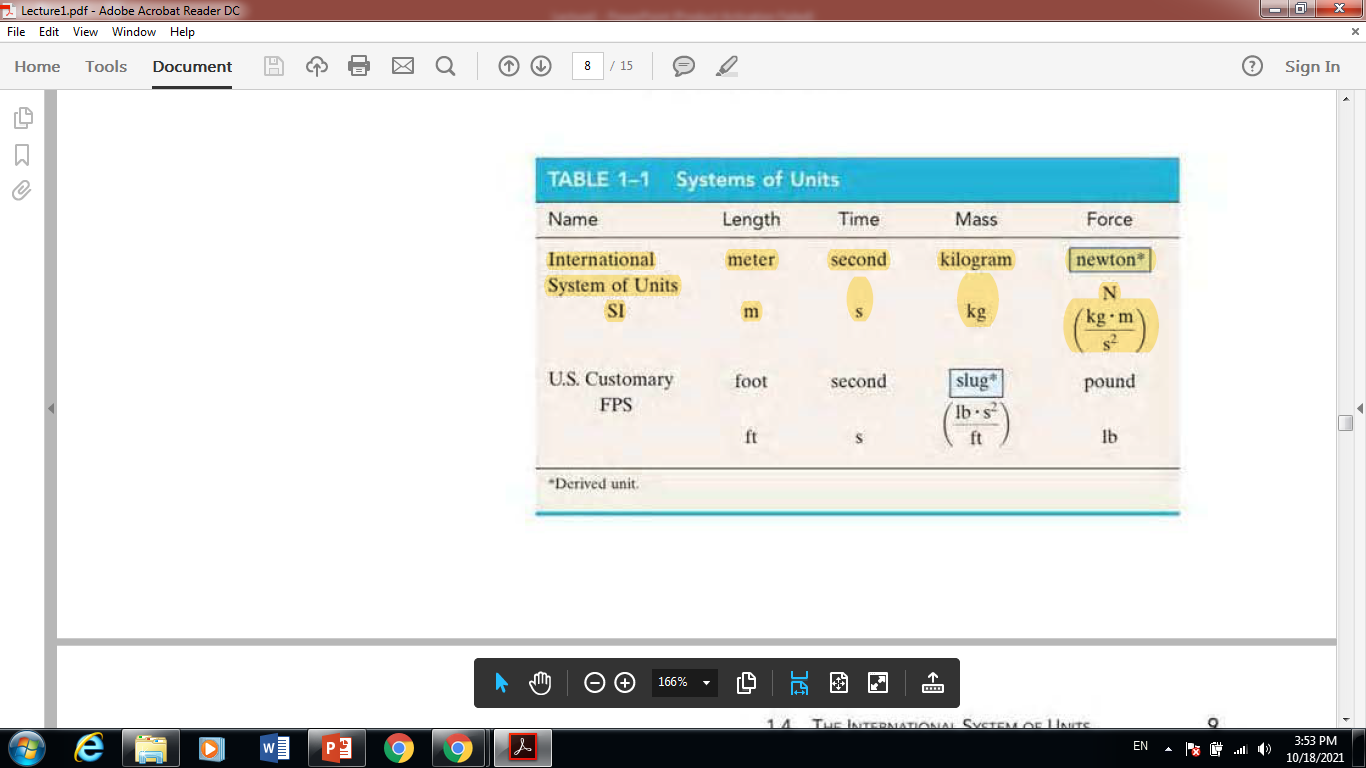 Lecture1.pdf - Adobe Acrobat Reader DC
File Edit View Window Help
Home Tools Document 8 / 15 Sign In
TABLE 1–1 Systems of Units
Name Length Time Mass Force
International meter second kilogram newton*
System of Units N
SI m s kg (kg·m/s²)
U.S. Customary foot second slug* pound
FPS (lb·s²/ft)
ft s lb
*Derived unit.
166%
1.4 THE INTERNATIONAL SYSTEM OF UNITS 9
EN 3:53 PM
10/18/2021